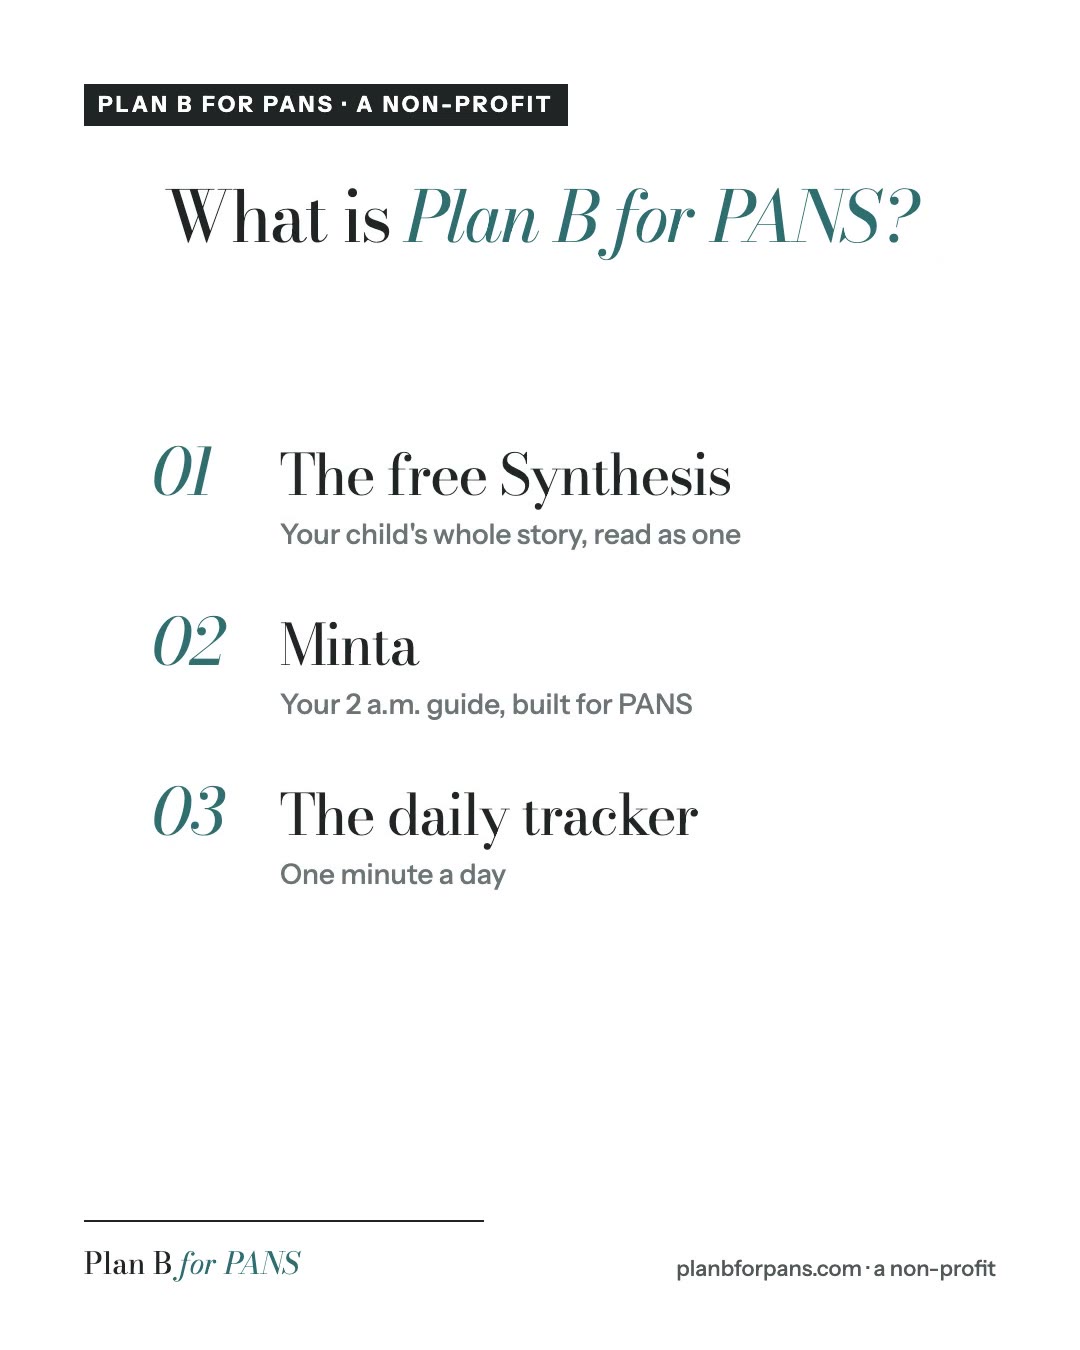 PLAN B FOR PANS · A NON-PROFIT
What is Plan B for PANS?
01 The free Synthesis
Your child's whole story, read as one
02 Minta
Your 2 a.m. guide, built for PANS
03 The daily tracker
One minute a day
Plan B for PANS
planbforpans.com · a non-profit